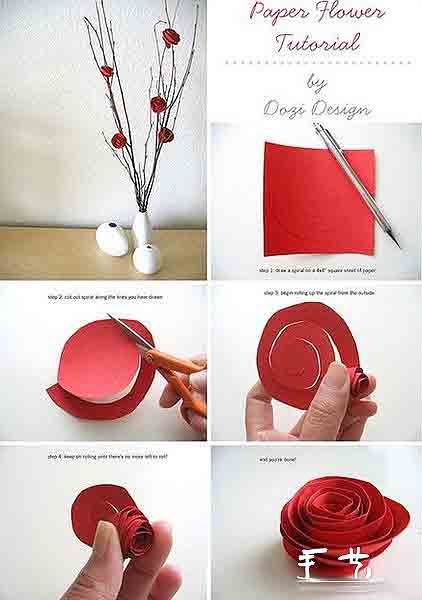 Paper Flower
Tutorial
by
Dozi Design
step 1: draw a spiral on a 4x4" square sheet of paper
step 2: cut out spiral along the lines you have drawn
step 3: begin rolling up the spiral from the outside
step 4: keep on rolling until there's no more left to roll!
and you're done!
手艺